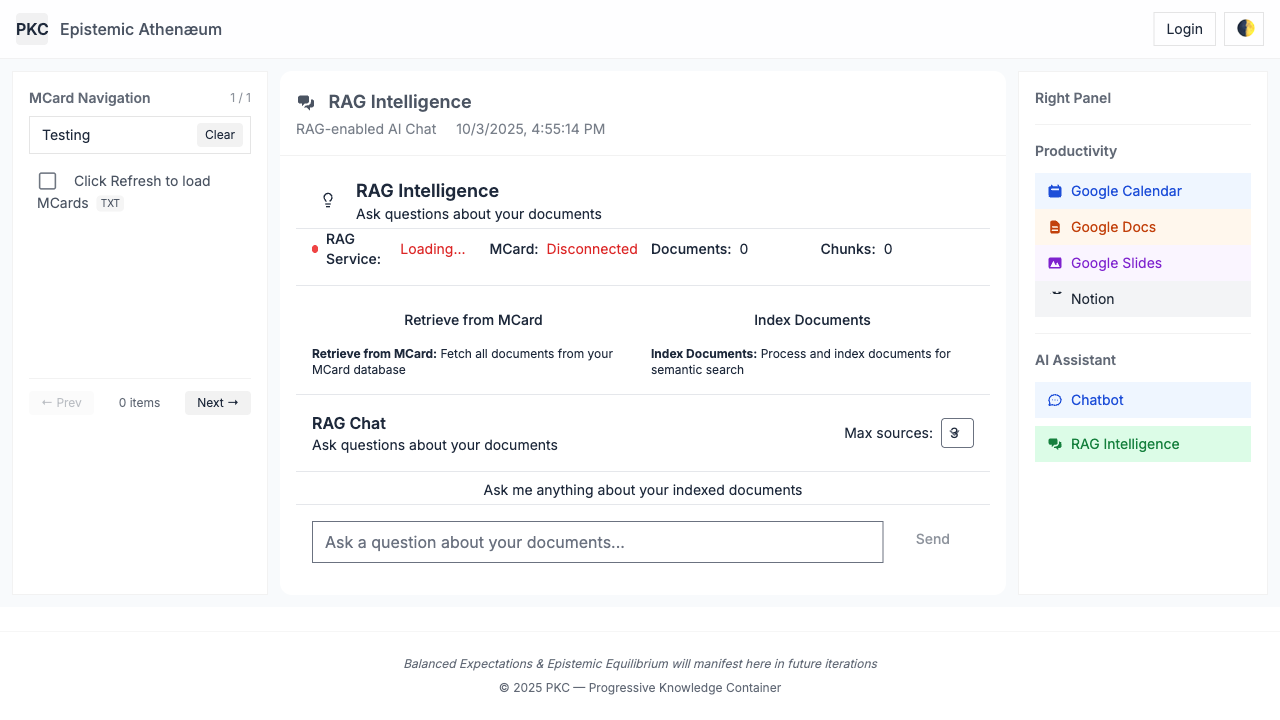 PKC Epistemic Athenæum
Login
MCard Navigation 1 / 1
Testing Clear
Click Refresh to load
MCards TXT
← Prev 0 items Next →
RAG Intelligence
RAG-enabled AI Chat 10/3/2025, 4:55:14 PM
RAG Intelligence
Ask questions about your documents
RAG
Service: Loading... MCard: Disconnected Documents: 0 Chunks: 0
Retrieve from MCard
Index Documents
Retrieve from MCard: Fetch all documents from your
MCard database
Index Documents: Process and index documents for
semantic search
RAG Chat
Ask questions about your documents
Max sources: 3
Ask me anything about your indexed documents
Ask a question about your documents...
Send
Right Panel
Productivity
Google Calendar
Google Docs
Google Slides
Notion
AI Assistant
Chatbot
RAG Intelligence
Balanced Expectations & Epistemic Equilibrium will manifest here in future iterations
© 2025 PKC — Progressive Knowledge Container